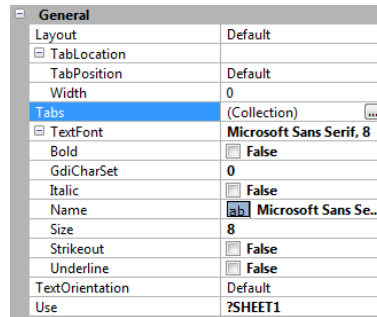 General
Layout Default
TabLocation
TabPosition Default
Width 0
Tabs (Collection) ...
TextFont Microsoft Sans Serif, 8
Bold False
GdiCharSet 0
Italic False
Name ab Microsoft Sans Se..
Size 8
Strikeout False
Underline False
TextOrientation Default
Use ?SHEET1